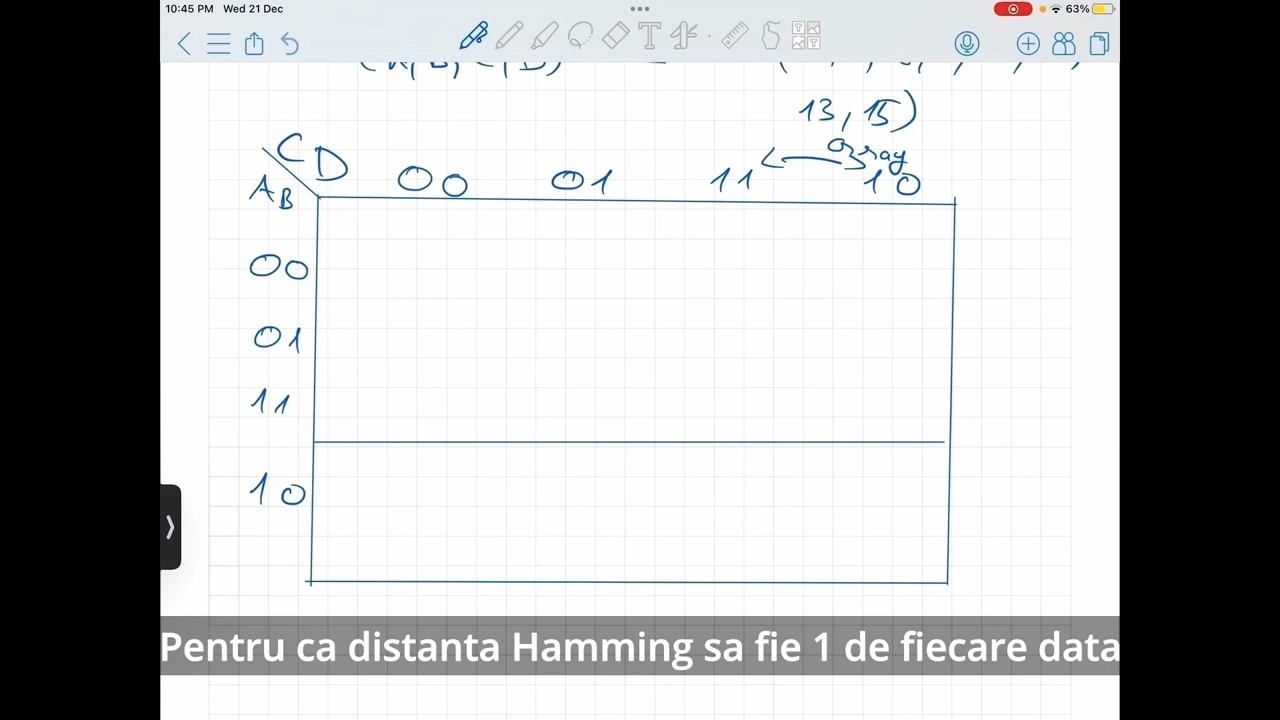 10:45 PM Wed 21 Dec
63%
13, 15)
CD 00 01 11 10
AB
00
01
11
10
Pentru ca distanta Hamming sa fie 1 de fiecare data